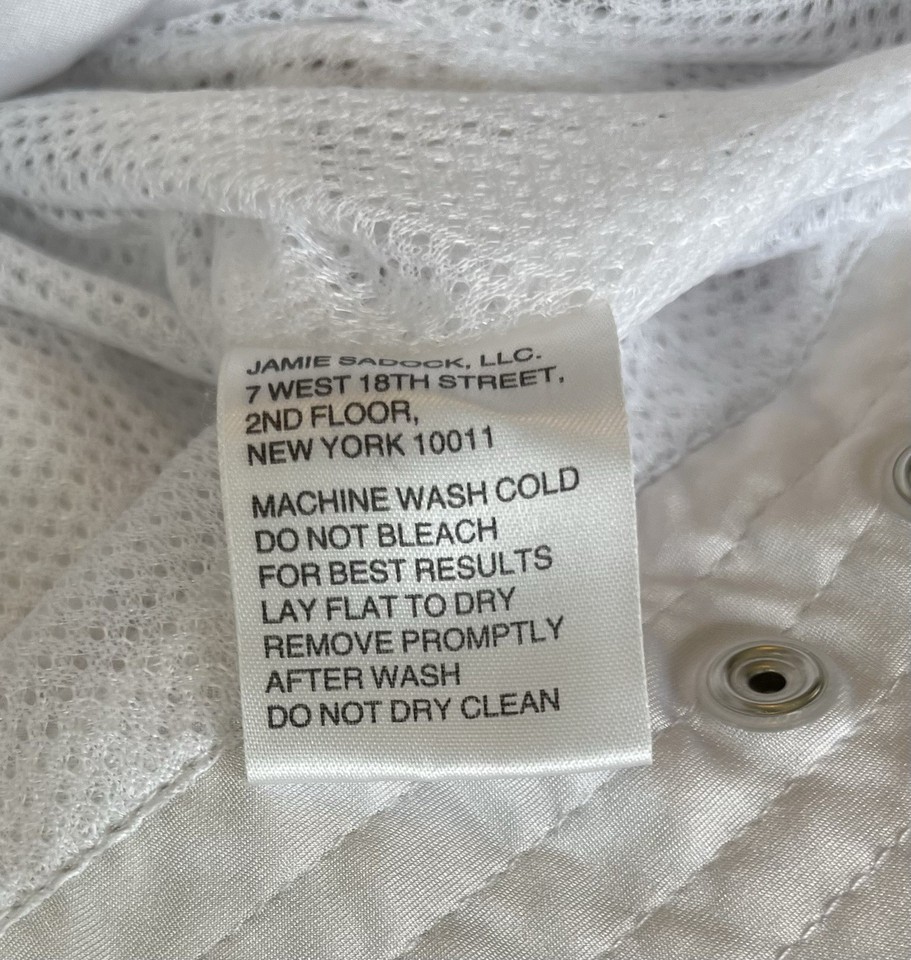 JAMIE SADOCK, LLC.
7 WEST 18TH STREET,
2ND FLOOR,
NEW YORK 10011
MACHINE WASH COLD
DO NOT BLEACH
FOR BEST RESULTS
LAY FLAT TO DRY
REMOVE PROMPTLY
AFTER WASH
DO NOT DRY CLEAN